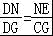 DN/DG = NE/CG